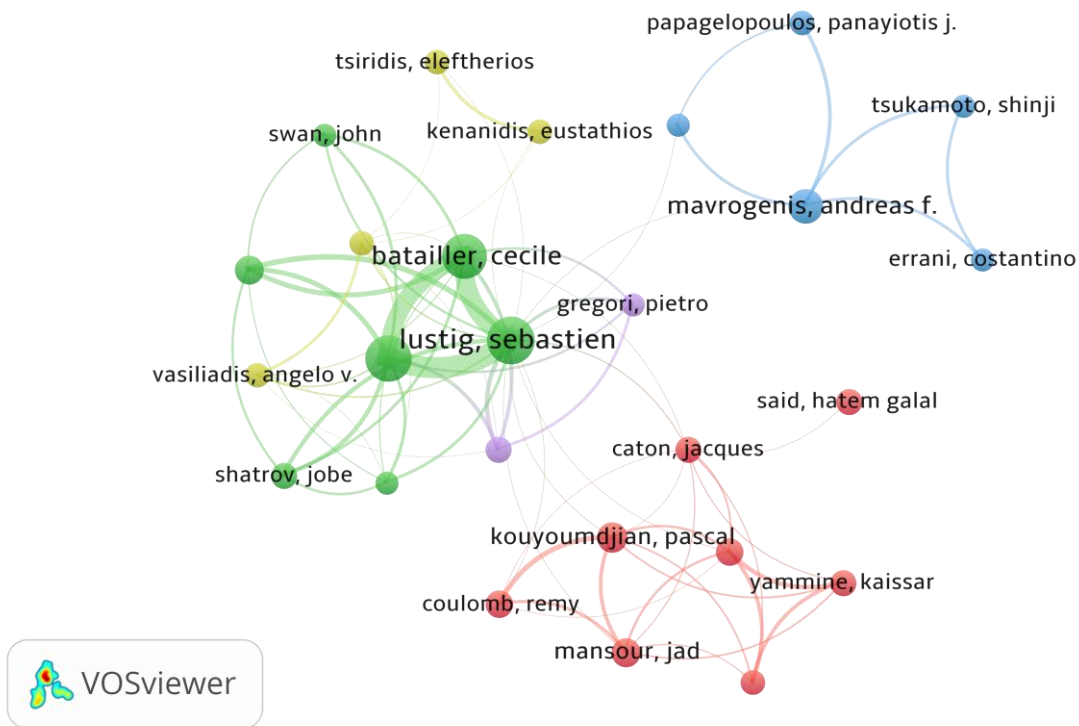 papagelopoulos, panayiotis j.
tsiridis, eleftherios
tsukamoto, shinji
swan, john
kenanidis, eustathios
mavrogenis, andreas f.
batailler, cecile
errani, costantino
gregori, pietro
lustig, sebastien
vasiliadis, angelo v.
said, hatem galal
caton, jacques
shatrov, jobe
kouyoumdjian, pascal
yammine, kaissar
coulomb, remy
mansour, jad
VOSviewer